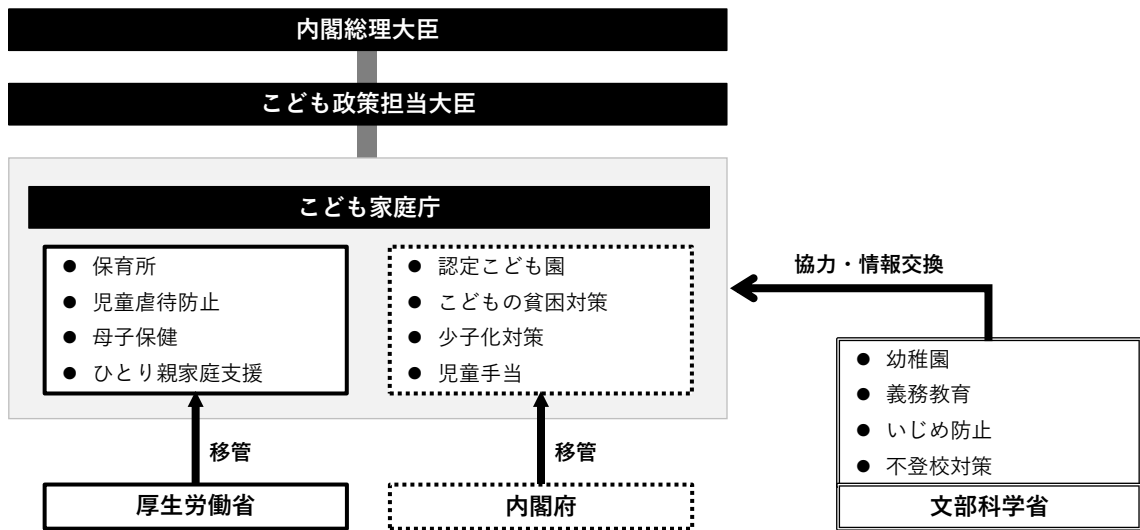 内閣総理大臣
こども政策担当大臣
こども家庭庁
● 保育所
● 児童虐待防止
● 母子保健
● ひとり親家庭支援
● 認定こども園
● こどもの貧困対策
● 少子化対策
● 児童手当
協力・情報交換
● 幼稚園
● 義務教育
● いじめ防止
● 不登校対策
移管
移管
厚生労働省
内閣府
文部科学省